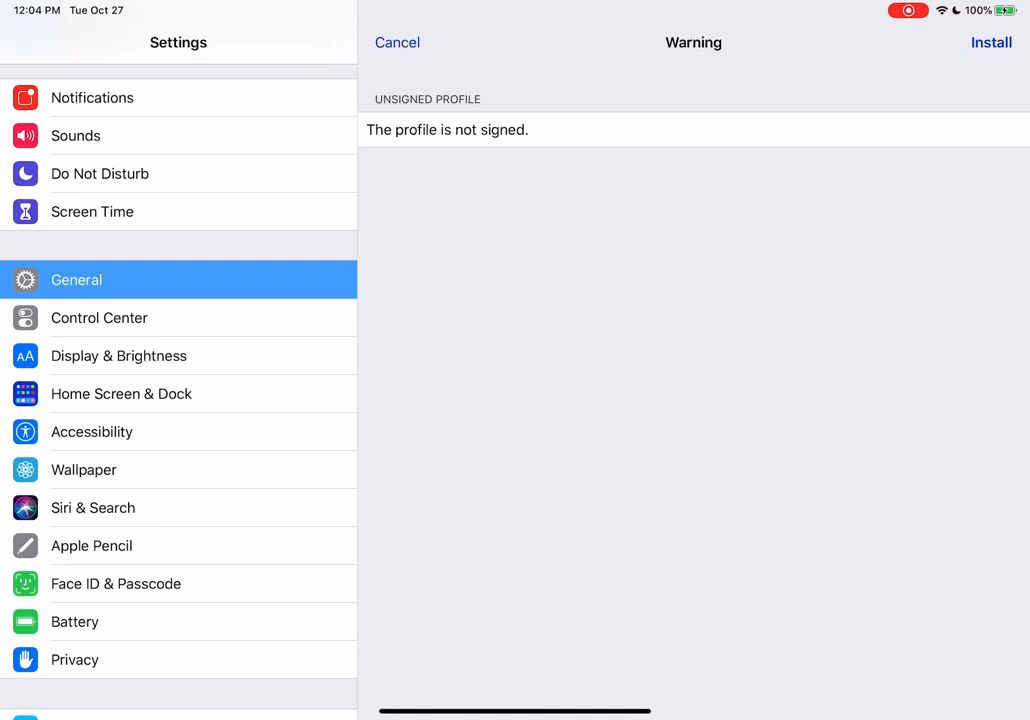 12:04 PM Tue Oct 27
100%
Settings
Notifications
Sounds
Do Not Disturb
Screen Time
General
Control Center
AA Display & Brightness
Home Screen & Dock
Accessibility
Wallpaper
Siri & Search
Apple Pencil
Face ID & Passcode
Battery
Privacy
Cancel Warning Install
UNSIGNED PROFILE
The profile is not signed.